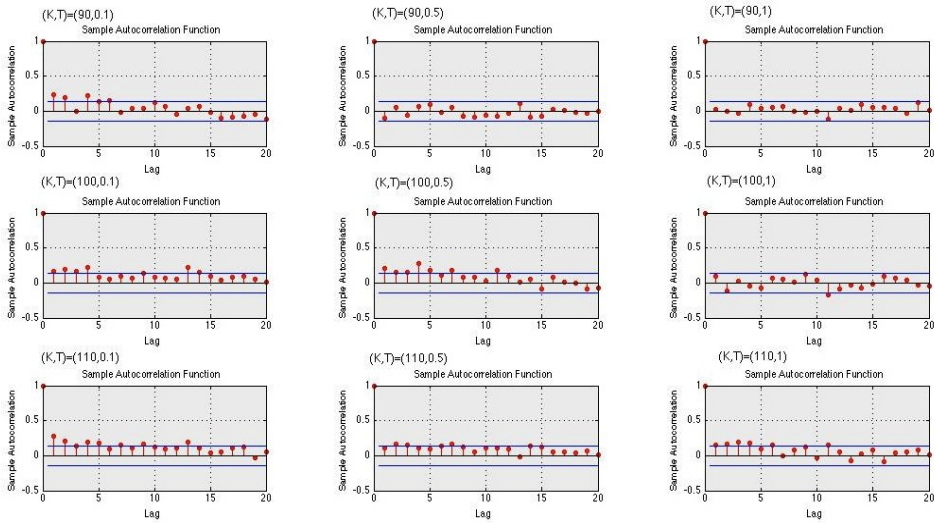 (K,T)=(90,0.1)
Sample Autocorrelation Function
Sample Autocorrelation
1
0.5
0
-0.5
0 5 10 15 20
Lag
(K,T)=(90,0.5)
Sample Autocorrelation Function
Sample Autocorrelation
1
0.5
0
-0.5
0 5 10 15 20
Lag
(K,T)=(90,1)
Sample Autocorrelation Function
Sample Autocorrelation
1
0.5
0
-0.5
0 5 10 15 20
Lag
(K,T)=(100,0.1)
Sample Autocorrelation Function
Sample Autocorrelation
1
0.5
0
-0.5
0 5 10 15 20
Lag
(K,T)=(100,0.5)
Sample Autocorrelation Function
Sample Autocorrelation
1
0.5
0
-0.5
0 5 10 15 20
Lag
(K,T)=(100,1)
Sample Autocorrelation Function
Sample Autocorrelation
1
0.5
0
-0.5
0 5 10 15 20
Lag
(K,T)=(110,0.1)
Sample Autocorrelation Function
Sample Autocorrelation
1
0.5
0
-0.5
0 5 10 15 20
Lag
(K,T)=(110,0.5)
Sample Autocorrelation Function
Sample Autocorrelation
1
0.5
0
-0.5
0 5 10 15 20
Lag
(K,T)=(110,1)
Sample Autocorrelation Function
Sample Autocorrelation
1
0.5
0
-0.5
0 5 10 15 20
Lag